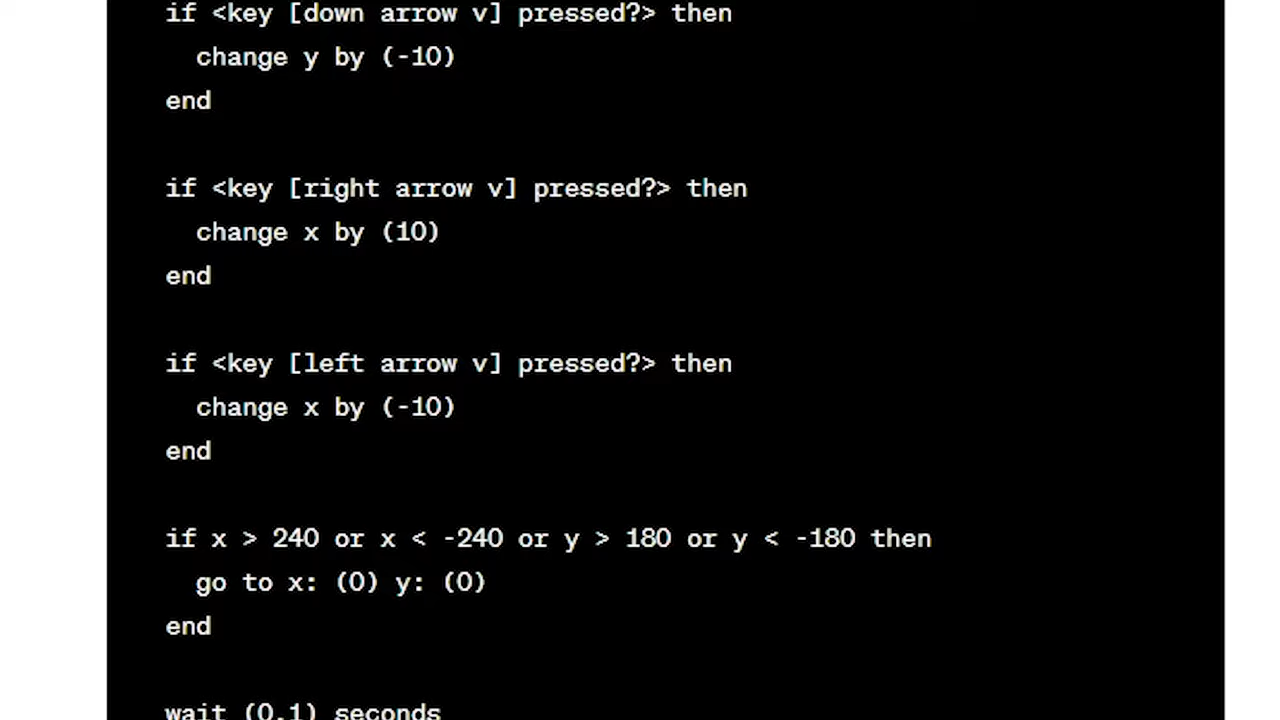 if <key [down arrow v] pressed?> then
change y by (-10)
end
if <key [right arrow v] pressed?> then
change x by (10)
end
if <key [left arrow v] pressed?> then
change x by (-10)
end
if x > 240 or x < -240 or y > 180 or y < -180 then
go to x: (0) y: (0)
end
wait (0.1) seconds